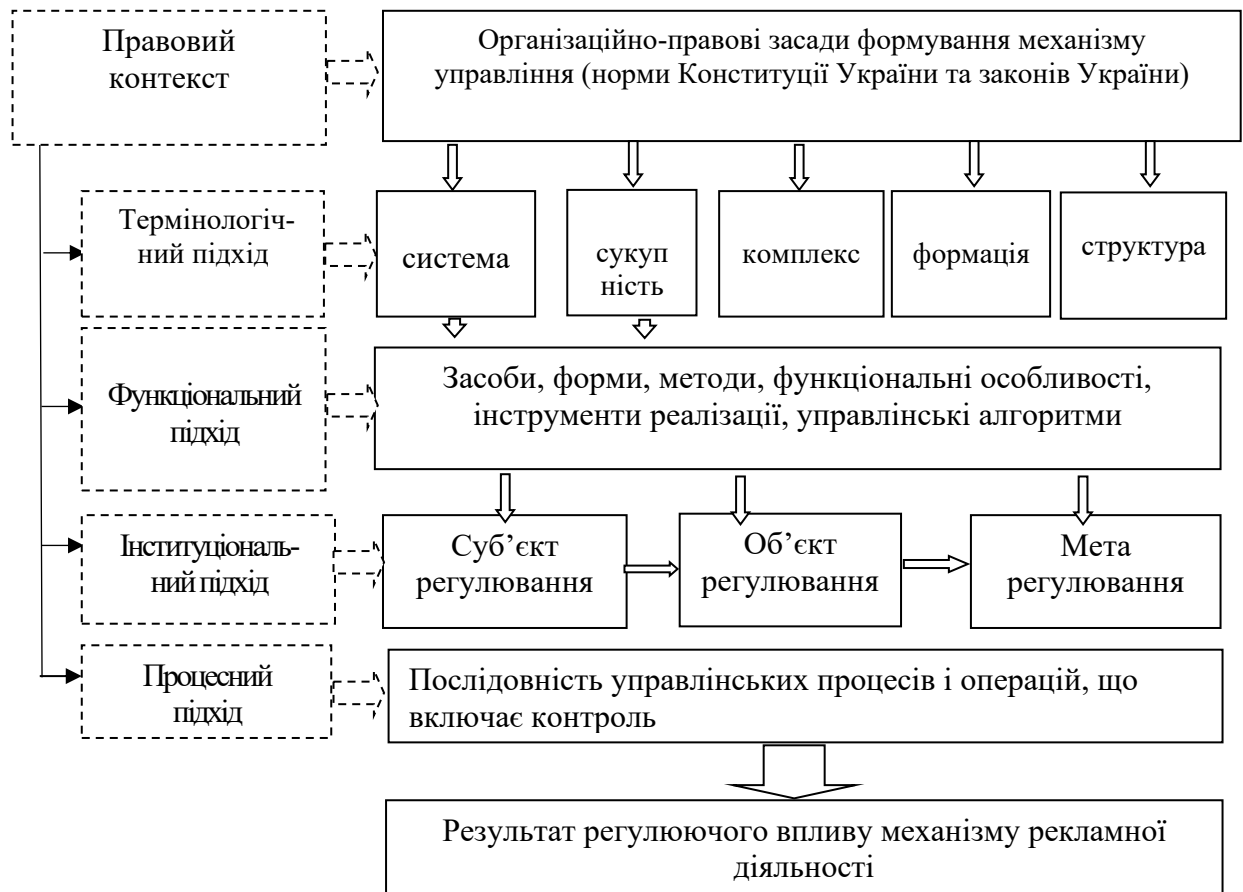 Правовий
контекст
Організаційно-правові засади формування механізму
управління (норми Конституції України та законів України)
Термінологіч-
ний підхід
система
сукуп
ність
комплекс
формація
структура
Функціональний
підхід
Засоби, форми, методи, функціональні особливості,
інструменти реалізації, управлінські алгоритми
Інституціональ-
ний підхід
Суб’єкт
регулювання
Об’єкт
регулювання
Мета
регулювання
Процесний
підхід
Послідовність управлінських процесів і операцій, що
включає контроль
Результат регулюючого впливу механізму рекламної
діяльності